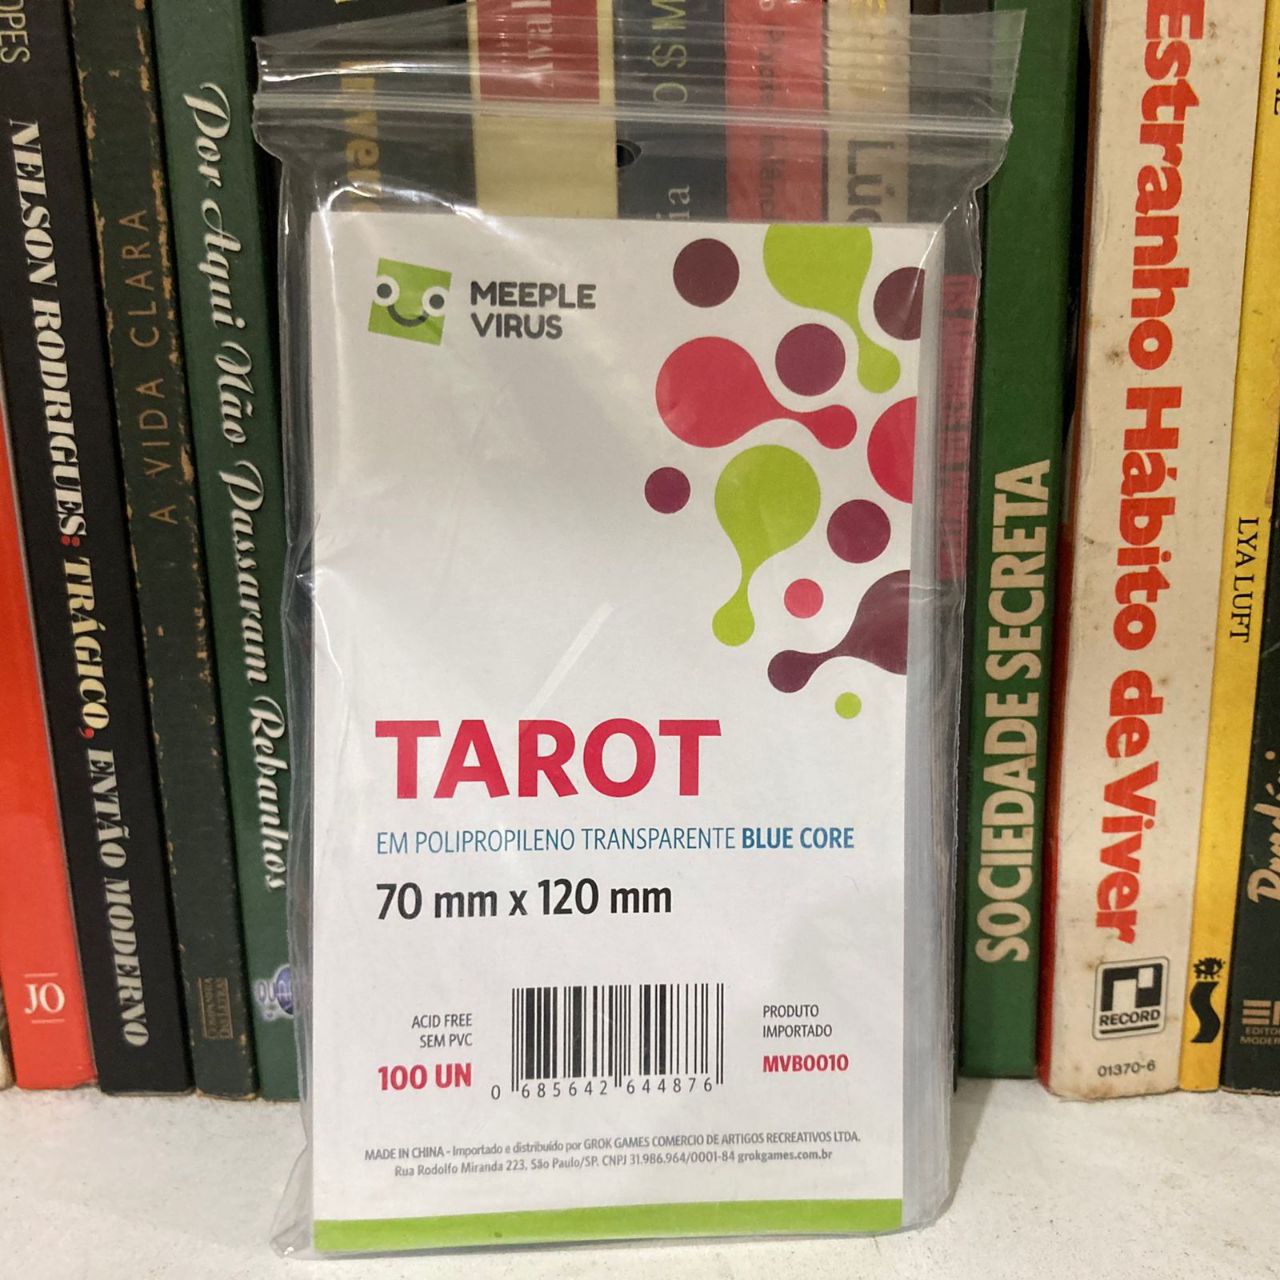 NELSON RODRIGUES: TRÁGICO, ENTÃO MODERNO
JO
A VIDA CLARA
COMPANHIA
DAS LETRAS
Por Aqui Não Passaram Rebanhos
MEEPLE
VIRUS
TAROT
EM POLIPROPILENO TRANSPARENTE BLUE CORE
70 mm x 120 mm
ACID FREE
SEM PVC
100 UN
0 685642 644876
PRODUTO
IMPORTADO
MVB0010
MADE IN CHINA - Importado e distribuído por GROK GAMES COMERCIO DE ARTIGOS RECREATIVOS LTDA.
Rua Rodolfo Miranda 223, São Paulo/SP. CNPJ 31.986.964/0001-84 grokgames.com.br
SOCIEDADE SECRETA
Estranho Hábito de Viver
RECORD
01370-6
LYA LUFT